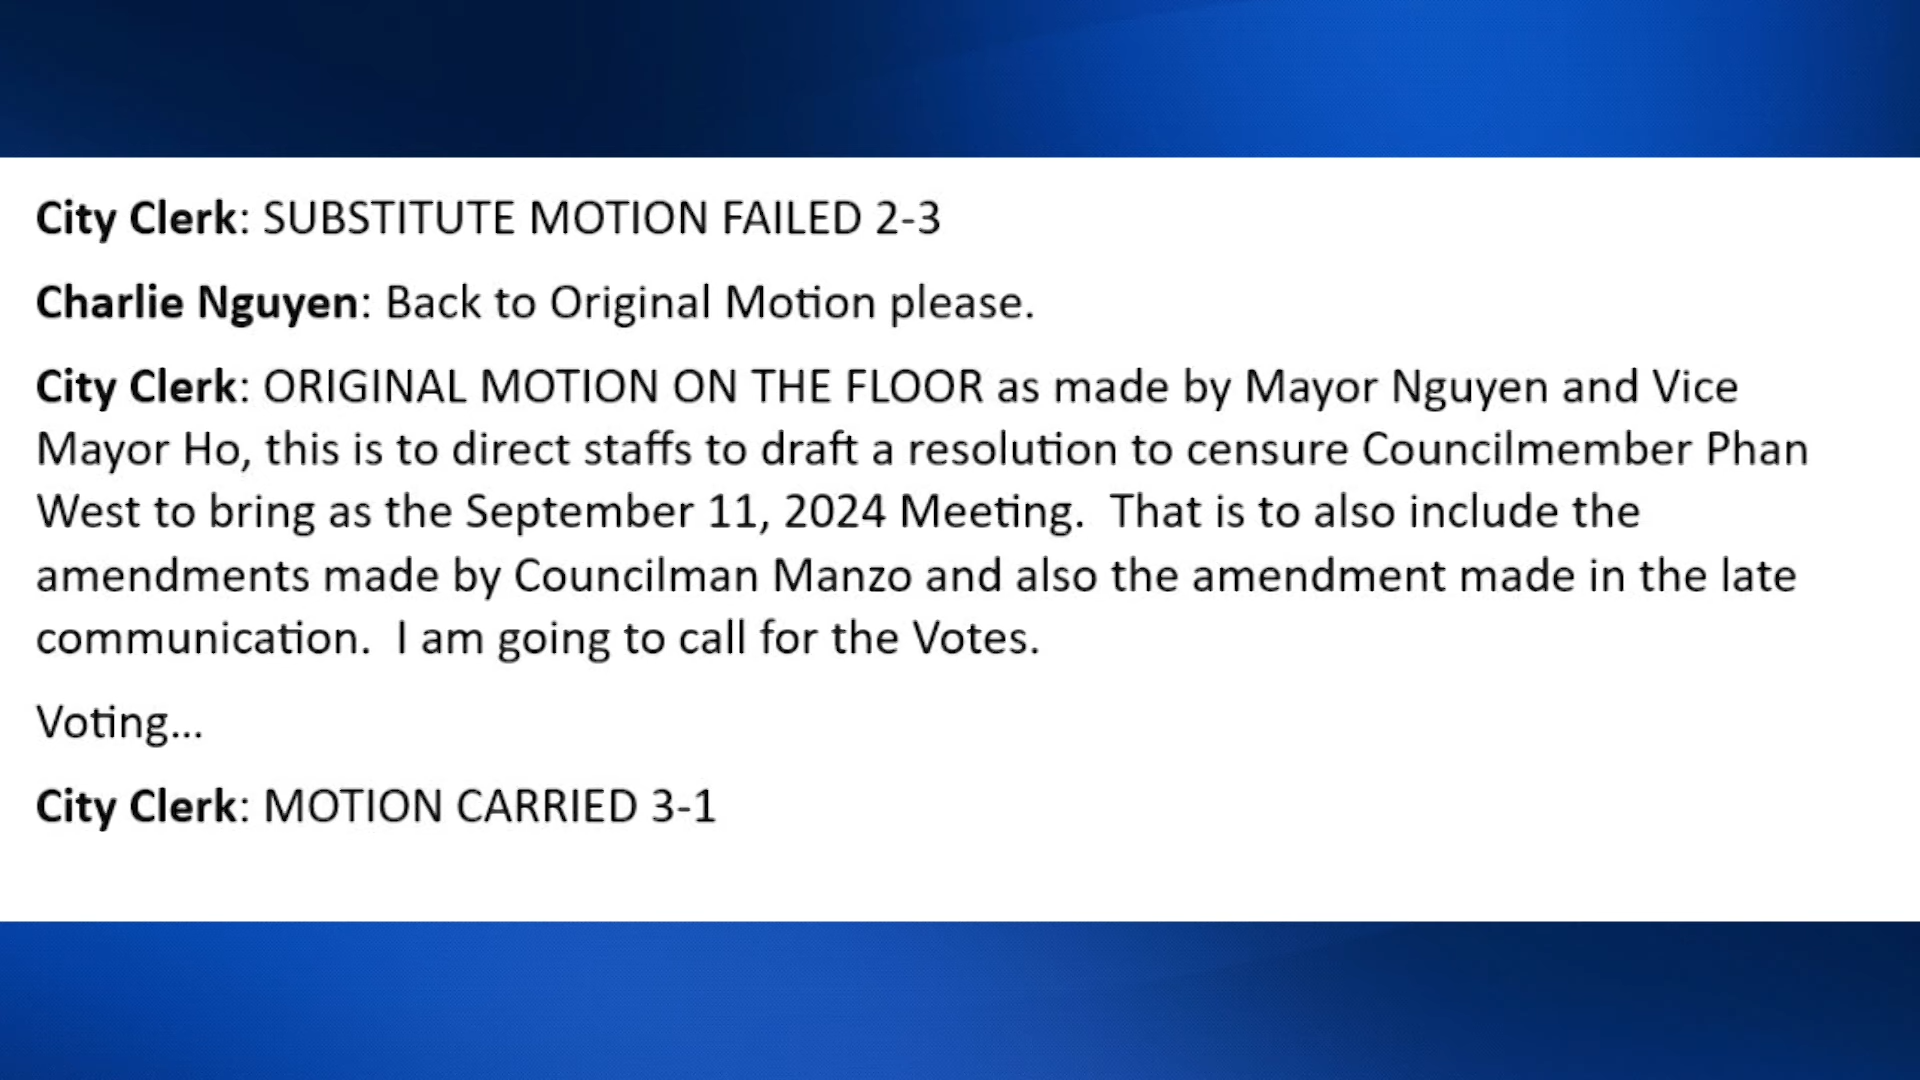 City Clerk: SUBSTITUTE MOTION FAILED 2-3
Charlie Nguyen: Back to Original Motion please.
City Clerk: ORIGINAL MOTION ON THE FLOOR as made by Mayor Nguyen and Vice
Mayor Ho, this is to direct staffs to draft a resolution to censure Councilmember Phan
West to bring as the September 11, 2024 Meeting.  That is to also include the
amendments made by Councilman Manzo and also the amendment made in the late
communication.  I am going to call for the Votes.
Voting...
City Clerk: MOTION CARRIED 3-1